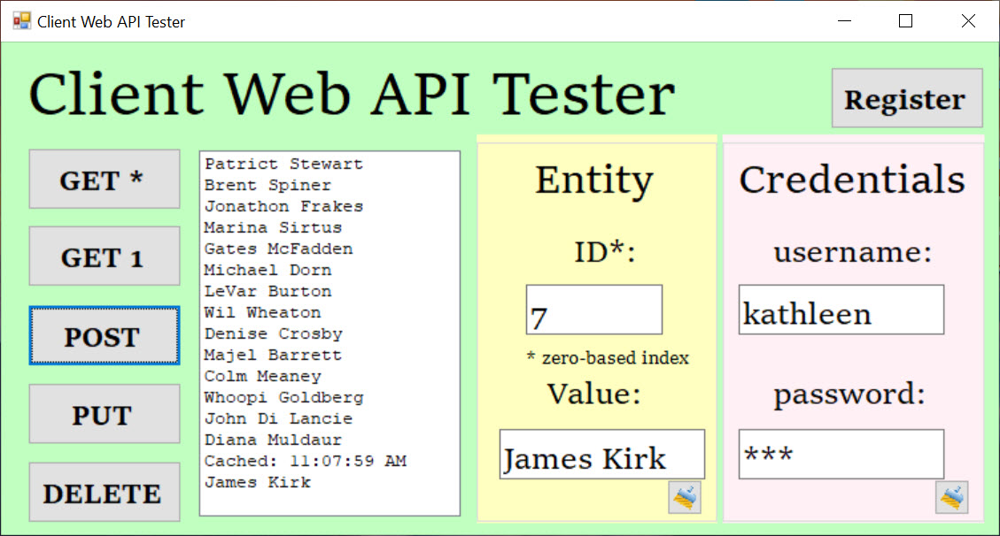 Client Web API Tester
Client Web API Tester
Register
GET *
GET 1
POST
PUT
DELETE
Patrict Stewart
Brent Spiner
Jonathon Frakes
Marina Sirtus
Gates McFadden
Michael Dorn
LeVar Burton
Wil Wheaton
Denise Crosby
Majel Barrett
Colm Meaney
Whoopi Goldberg
John Di Lancie
Diana Muldaur
Cached: 11:07:59 AM
James Kirk
Entity
ID*:
7
* zero-based index
Value:
James Kirk
Credentials
username:
kathleen
password:
***